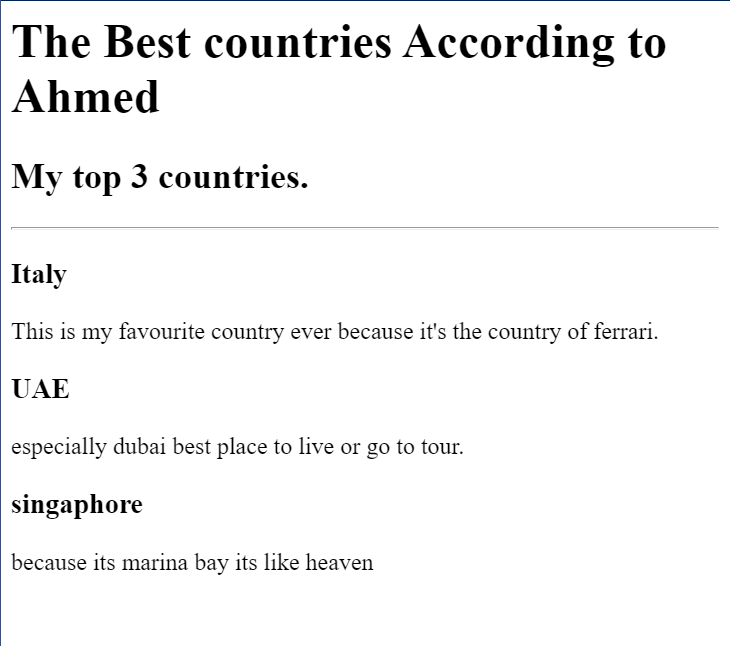 The Best countries According to
Ahmed
My top 3 countries.
Italy
This is my favourite country ever because it's the country of ferrari.
UAE
especially dubai best place to live or go to tour.
singaphore
because its marina bay its like heaven